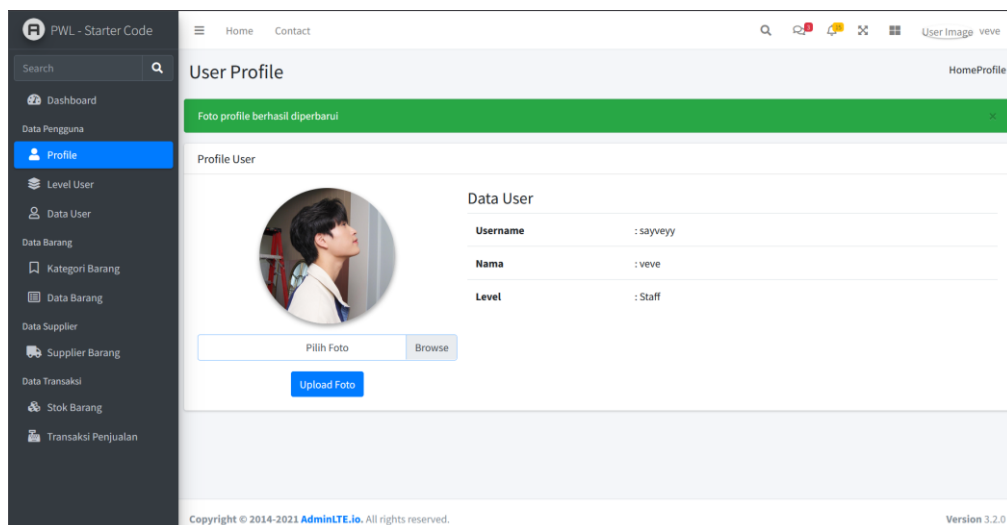 PWL - Starter Code
Home Contact
3
15
User Image veve
Search
User Profile
HomeProfile
Dashboard
Foto profile berhasil diperbarui
×
Data Pengguna
Profile
Profile User
Level User
Data User
Data User
Username : sayveyy
Nama : veve
Level : Staff
Data Barang
Kategori Barang
Data Barang
Data Supplier
Supplier Barang
Pilih Foto Browse
Upload Foto
Data Transaksi
Stok Barang
Transaksi Penjualan
Copyright © 2014-2021 AdminLTE.io. All rights reserved.
Version 3.2.0